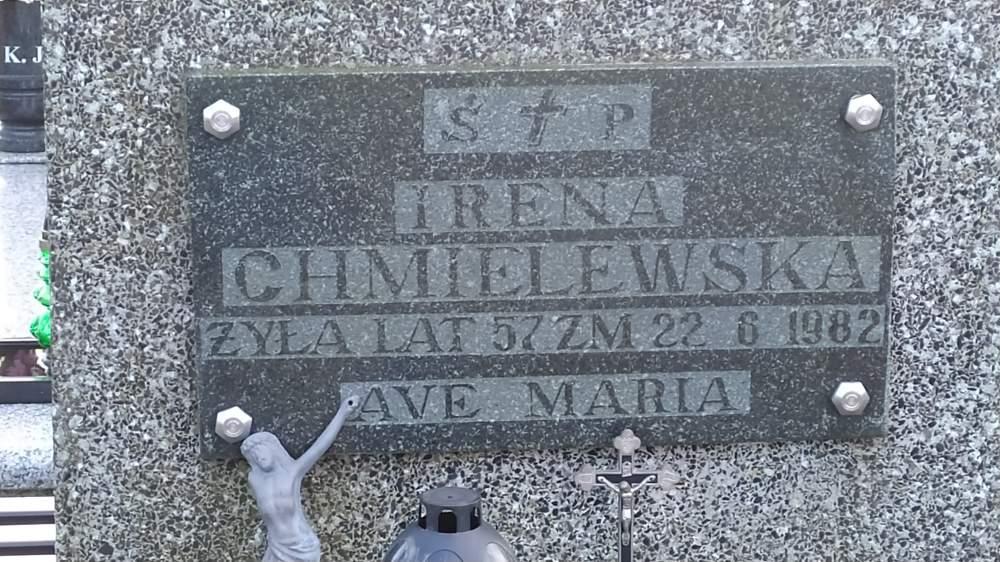 K. J
Ś † P
IRENA
CHMIELEWSKA
ŻYŁA LAT 57 ZM 22 6 1982
AVE MARIA